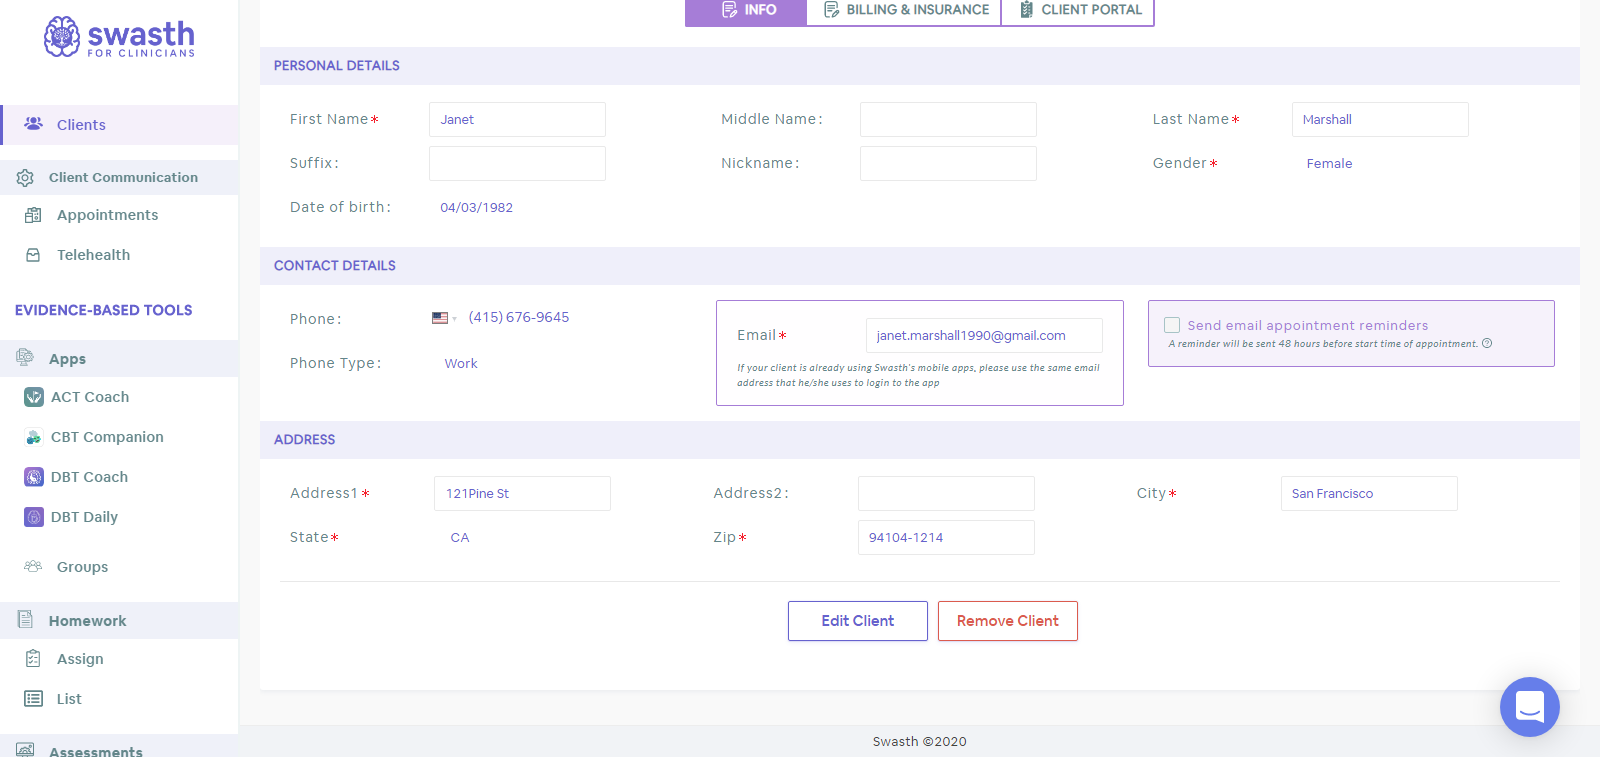 swasth
FOR CLINICIANS
INFO
BILLING & INSURANCE
CLIENT PORTAL
Clients
Client Communication
Appointments
Telehealth
EVIDENCE-BASED TOOLS
Apps
ACT Coach
CBT Companion
DBT Coach
DBT Daily
Groups
Homework
Assign
List
Assessments
PERSONAL DETAILS
First Name* Janet
Middle Name:
Last Name* Marshall
Suffix:
Nickname:
Gender* Female
Date of birth: 04/03/1982
CONTACT DETAILS
Phone: (415) 676-9645
Phone Type: Work
Email* janet.marshall1990@gmail.com
If your client is already using Swasth's mobile apps, please use the same email
address that he/she uses to login to the app
Send email appointment reminders
A reminder will be sent 48 hours before start time of appointment.
ADDRESS
Address1* 121Pine St
Address2:
City* San Francisco
State* CA
Zip* 94104-1214
Edit Client
Remove Client
Swasth ©2020